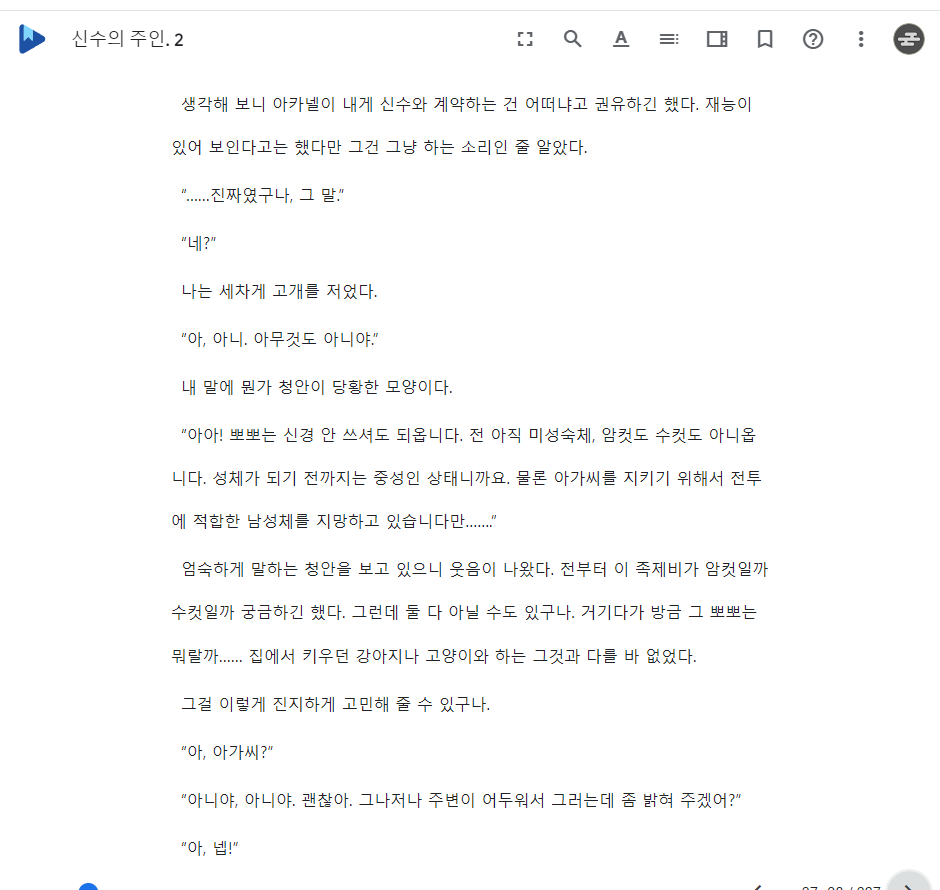 신수의 주인. 2
생각해 보니 아카넬이 내게 신수와 계약하는 건 어떠냐고 권유하긴 했다. 재능이
있어 보인다고는 했다만 그건 그냥 하는 소리인 줄 알았다.
“......진짜였구나, 그 말.”
“네?”
나는 세차게 고개를 저었다.
“아, 아니. 아무것도 아니야.”
내 말에 뭔가 청안이 당황한 모양이다.
“아아! 뽀뽀는 신경 안 쓰셔도 되옵니다. 전 아직 미성숙체, 암컷도 수컷도 아니옵
니다. 성체가 되기 전까지는 중성인 상태니까요. 물론 아가씨를 지키기 위해서 전투
에 적합한 남성체를 지망하고 있습니다만.......”
엄숙하게 말하는 청안을 보고 있으니 웃음이 나왔다. 전부터 이 족제비가 암컷일까
수컷일까 궁금하긴 했다. 그런데 둘 다 아닐 수도 있구나. 거기다가 방금 그 뽀뽀는
뭐랄까...... 집에서 키우던 강아지나 고양이와 하는 그것과 다를 바 없었다.
그걸 이렇게 진지하게 고민해 줄 수 있구나.
“아, 아가씨?”
“아니야, 아니야. 괜찮아. 그나저나 주변이 어두워서 그러는데 좀 밝혀 주겠어?”
“아, 넵!”